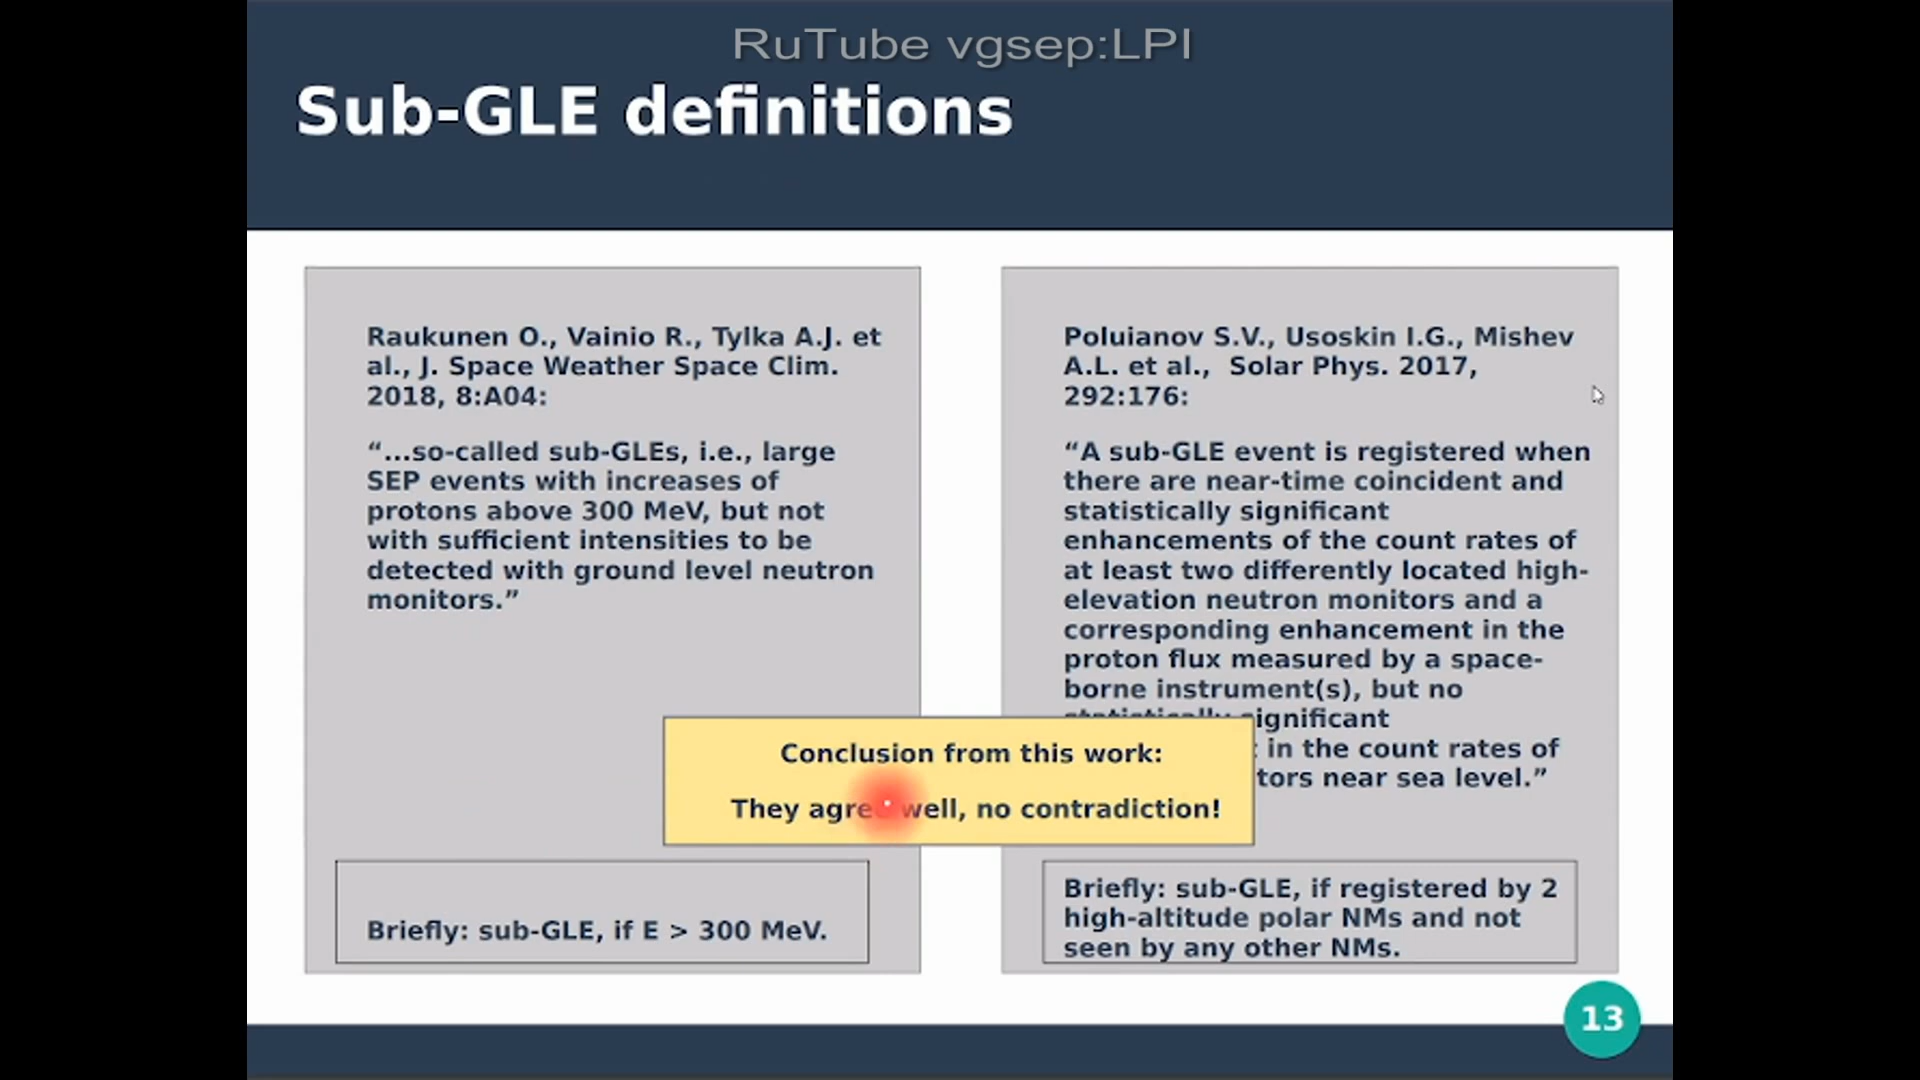 RuTube vgsep:LPI
Sub-GLE definitions
Raukunen O., Vainio R., Tylka A.J. et
al., J. Space Weather Space Clim.
2018, 8:A04:
“...so-called sub-GLEs, i.e., large
SEP events with increases of
protons above 300 MeV, but not
with sufficient intensities to be
detected with ground level neutron
monitors.”
Briefly: sub-GLE, if E > 300 MeV.
Poluianov S.V., Usoskin I.G., Mishev
A.L. et al.,  Solar Phys. 2017,
292:176:
“A sub-GLE event is registered when
there are near-time coincident and
statistically significant
enhancements of the count rates of
at least two differently located high-
elevation neutron monitors and a
corresponding enhancement in the
proton flux measured by a space-
borne instrument(s), but no
statistically significant
in the count rates of
near sea level.”
Briefly: sub-GLE, if registered by 2
high-altitude polar NMs and not
seen by any other NMs.
Conclusion from this work:
They agree well, no contradiction!
13